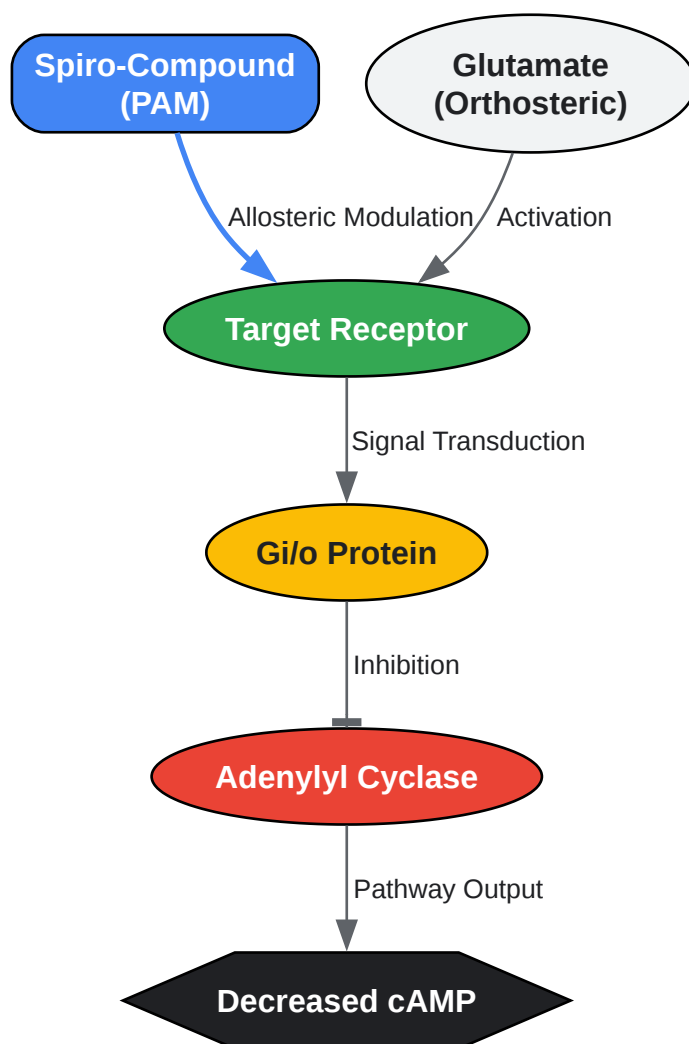 Spiro-Compound
(PAM)
Glutamate
(Orthosteric)
Allosteric Modulation
Activation
Target Receptor
Signal Transduction
Gi/o Protein
Inhibition
Adenylyl Cyclase
Pathway Output
Decreased cAMP